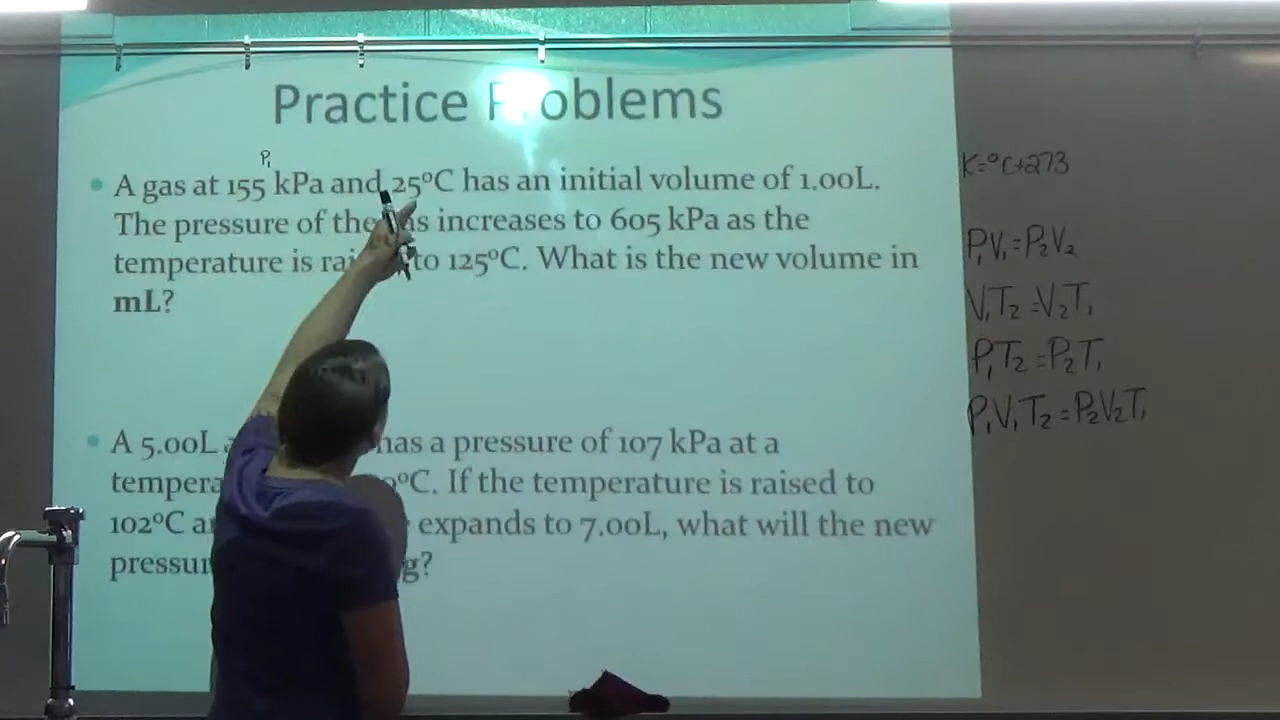 Practice P oblems
P₁
• A gas at 155 kPa and 25°C has an initial volume of 1.00L.
The pressure of the as increases to 605 kPa as the
temperature is rai to 125°C. What is the new volume in
mL?
• A 5.00L has a pressure of 107 kPa at a
tempera °C. If the temperature is raised to
102°C a expands to 7.00L, what will the new
pressur g?
K=°C+273
P₁V₁=P₂V₂
V₁T₂=V₂T₁
P₁T₂=P₂T₁
P₁V₁T₂=P₂V₂T₁